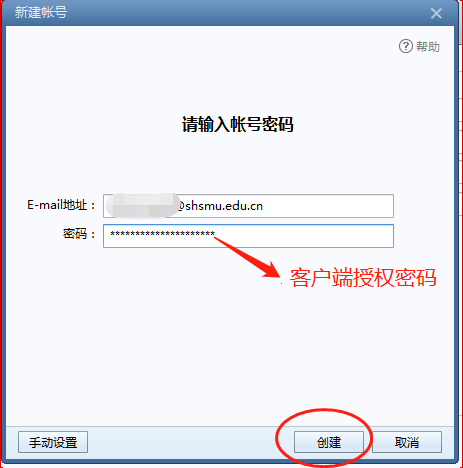 新建帐号
帮助
请输入帐号密码
E-mail地址： @shsmu.edu.cn
密码： *********************
客户端授权密码
手动设置 创建 取消